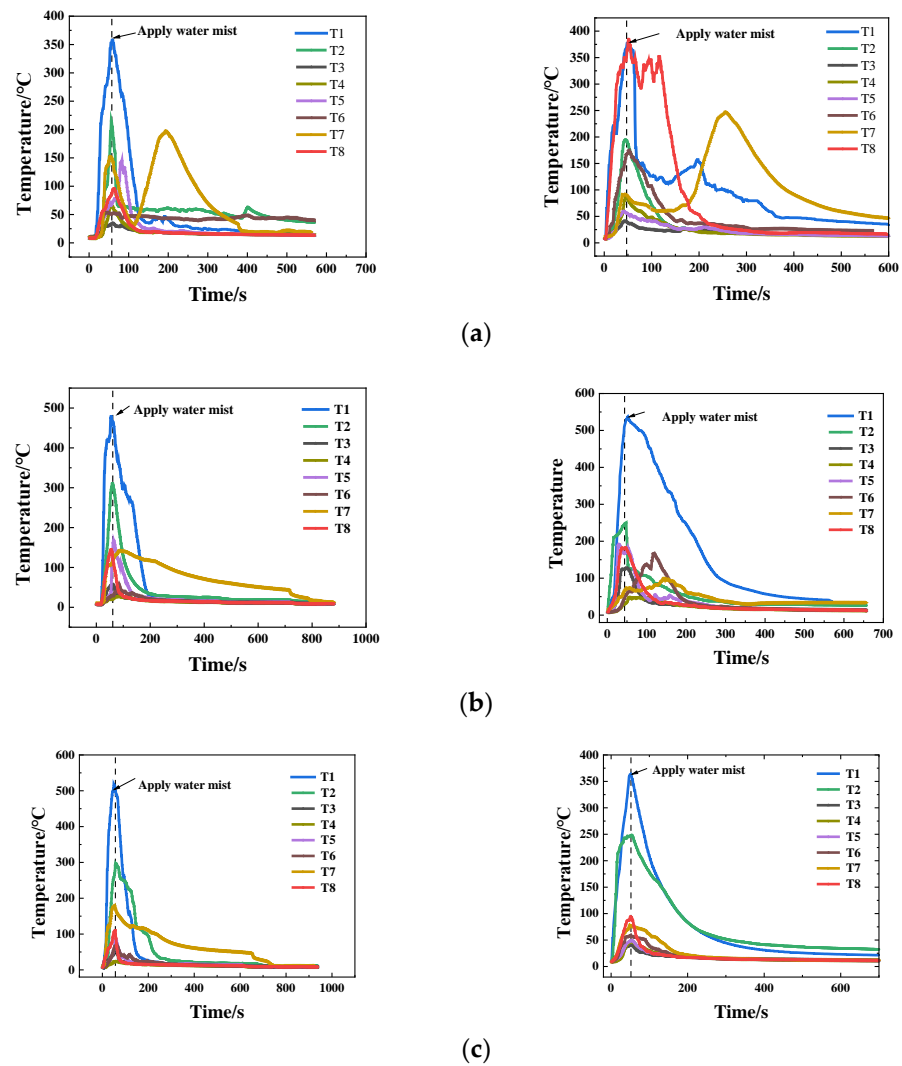 400
350
300
250
200
150
100
50
0
Temperature/°C
Apply water mist
T1
T2
T3
T4
T5
T6
T7
T8
0 100 200 300 400 500 600 700
Time/s
400
350
300
250
200
150
100
50
0
Temperature/°C
Apply water mist
T1
T2
T3
T4
T5
T6
T7
T8
0 100 200 300 400 500 600
Time/s
(a)
500
400
300
200
100
0
Temperature/°C
Apply water mist
T1
T2
T3
T4
T5
T6
T7
T8
0 200 400 600 800 1000
Time/s
600
500
400
300
200
100
0
Temperature
Apply water mist
T1
T2
T3
T4
T5
T6
T7
T8
0 100 200 300 400 500 600 700
Time/s
(b)
600
500
400
300
200
100
0
Temperature/°C
Apply water mist
T1
T2
T3
T4
T5
T6
T7
T8
0 200 400 600 800 1000
Time/s
400
350
300
250
200
150
100
50
0
Temperature/°C
Apply water mist
T1
T2
T3
T4
T5
T6
T7
T8
0 200 400 600
Time/s
(c)